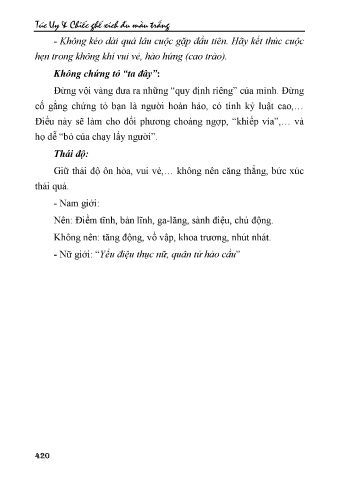 Túc Uy & Chiếc ghế xích đu màu trắng
- Không kéo dài quá lâu cuộc gặp đầu tiên. Hãy kết thúc cuộc
hẹn trong không khí vui vẻ, hào hứng (cao trào).
Không chứng tỏ “ta đây”:
Đừng vội vàng đưa ra những “quy định riêng” của mình. Đừng
cố gắng chứng tỏ bạn là người hoàn hảo, có tính kỷ luật cao,…
Điều này sẽ làm cho đối phương choáng ngợp, “khiếp vía”,… và
họ dễ “bỏ của chạy lấy người”.
Thái độ:
Giữ thái độ ôn hòa, vui vẻ,… không nên căng thẳng, bức xúc
thái quá.
- Nam giới:
Nên: Điềm tĩnh, bản lĩnh, ga-lăng, sành điệu, chủ động.
Không nên: tăng động, vồ vập, khoa trương, nhút nhát.
- Nữ giới: “Yểu điệu thục nữ, quân tử hảo cầu”
420